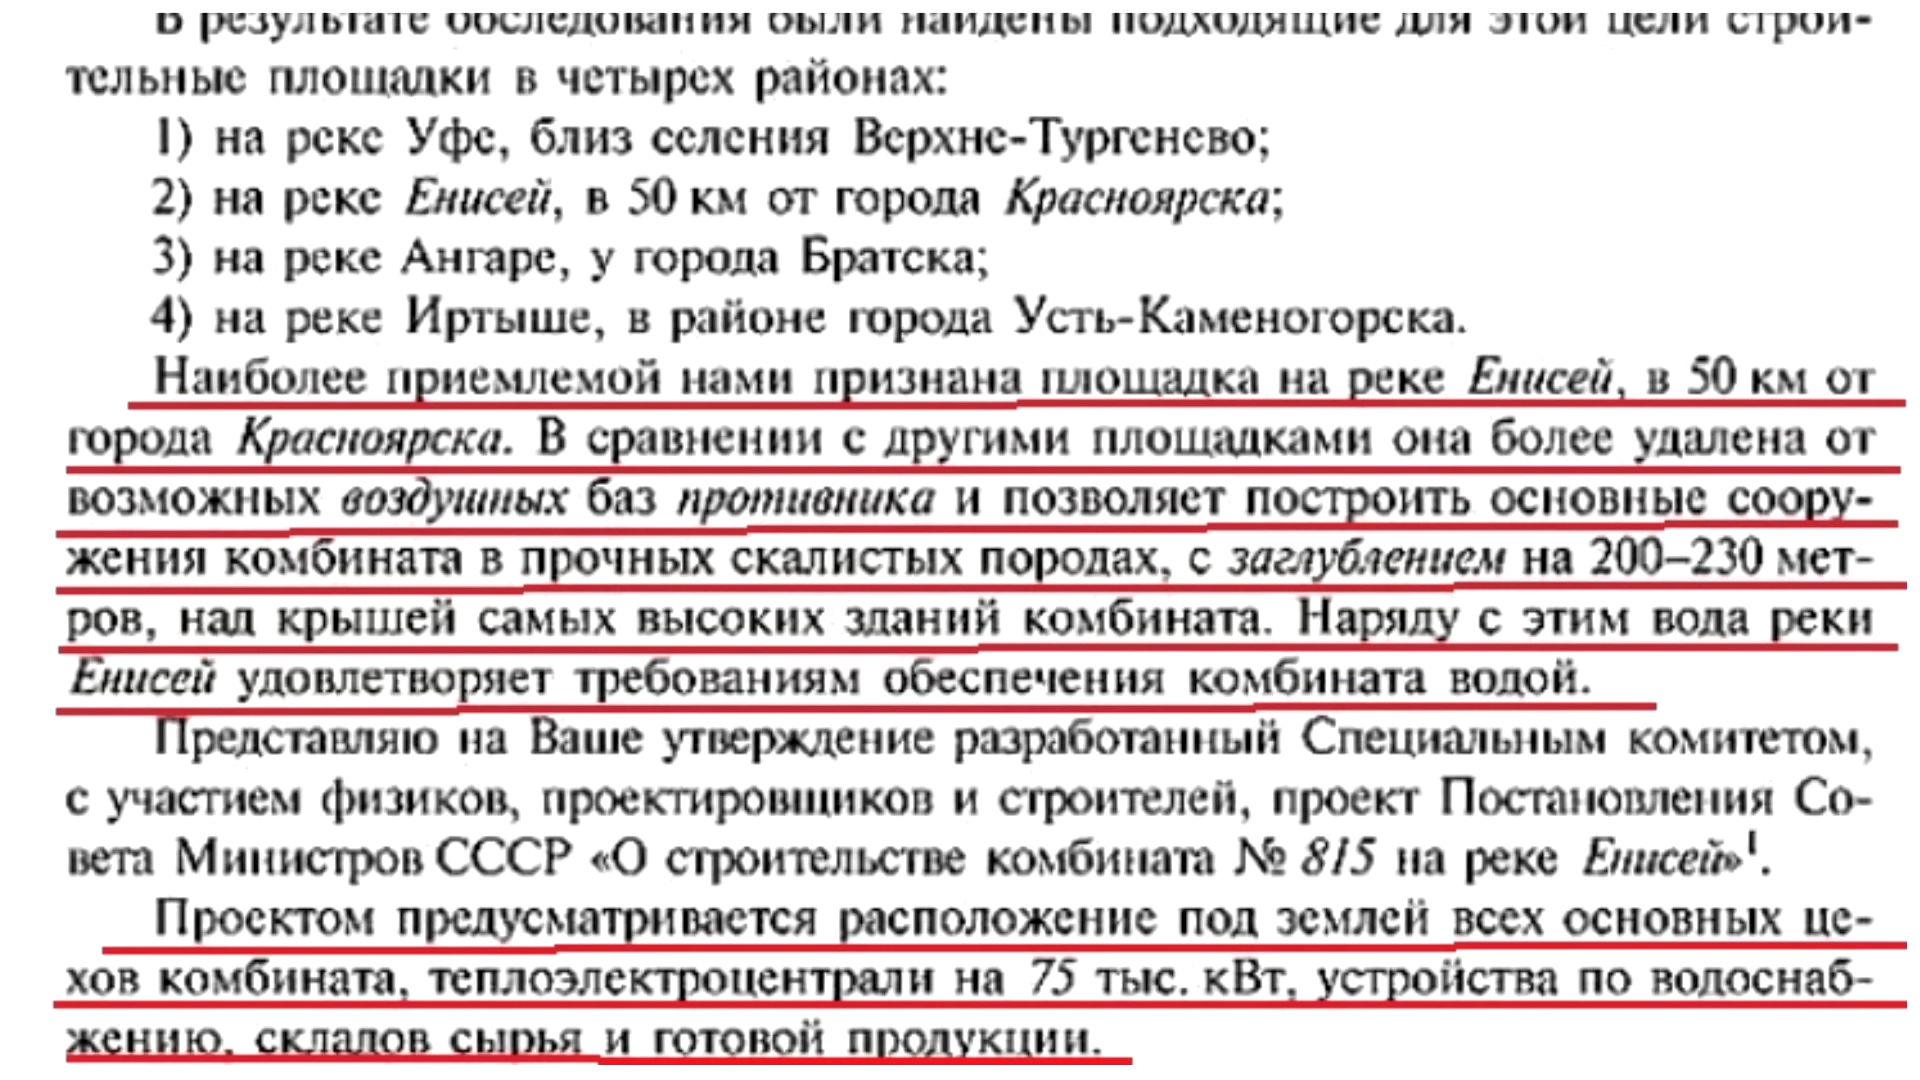 В результате обследования были найдены подходящие для этой цели строи-
тельные площадки в четырех районах:
1) на реке Уфе, близ селения Верхне-Тургенево;
2) на реке Енисей, в 50 км от города Красноярска;
3) на реке Ангаре, у города Братска;
4) на реке Иртыше, в районе города Усть-Каменогорска.
Наиболее приемлемой нами признана площадка на реке Енисей, в 50 км от
города Красноярска. В сравнении с другими площадками она более удалена от
возможных воздушных баз противника и позволяет построить основные соору-
жения комбината в прочных скалистых породах, с заглублением на 200–230 мет-
ров, над крышей самых высоких зданий комбината. Наряду с этим вода реки
Енисей удовлетворяет требованиям обеспечения комбината водой.
Представляю на Ваше утверждение разработанный Специальным комитетом,
с участием физиков, проектировщиков и строителей, проект Постановления Со-
вета Министров СССР «О строительстве комбината № 815 на реке Енисей»¹.
Проектом предусматривается расположение под землей всех основных це-
хов комбината, теплоэлектроцентрали на 75 тыс. кВт, устройства по водоснаб-
жению, складов сырья и готовой продукции.